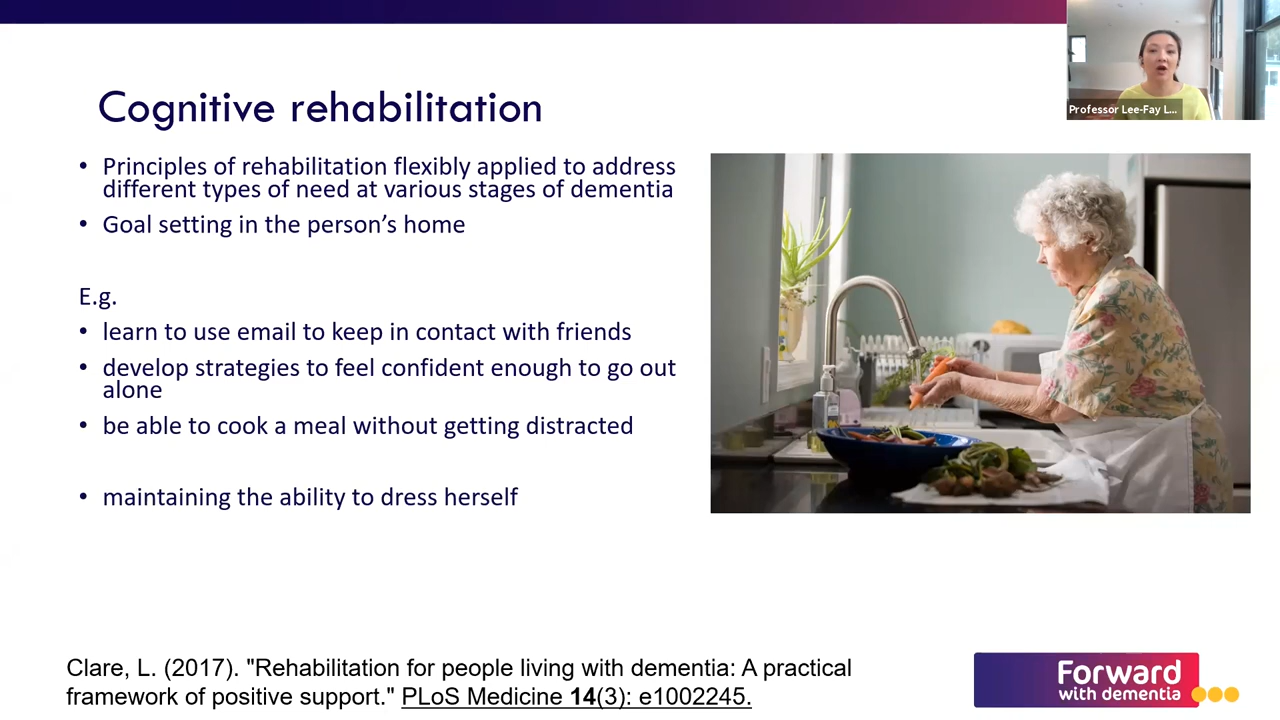 Professor Lee-Fay L...
Cognitive rehabilitation
• Principles of rehabilitation flexibly applied to address
different types of need at various stages of dementia
• Goal setting in the person’s home
E.g.
• learn to use email to keep in contact with friends
• develop strategies to feel confident enough to go out
alone
• be able to cook a meal without getting distracted
• maintaining the ability to dress herself
Clare, L. (2017). "Rehabilitation for people living with dementia: A practical
framework of positive support." PLoS Medicine 14(3): e1002245.
Forward
with dementia